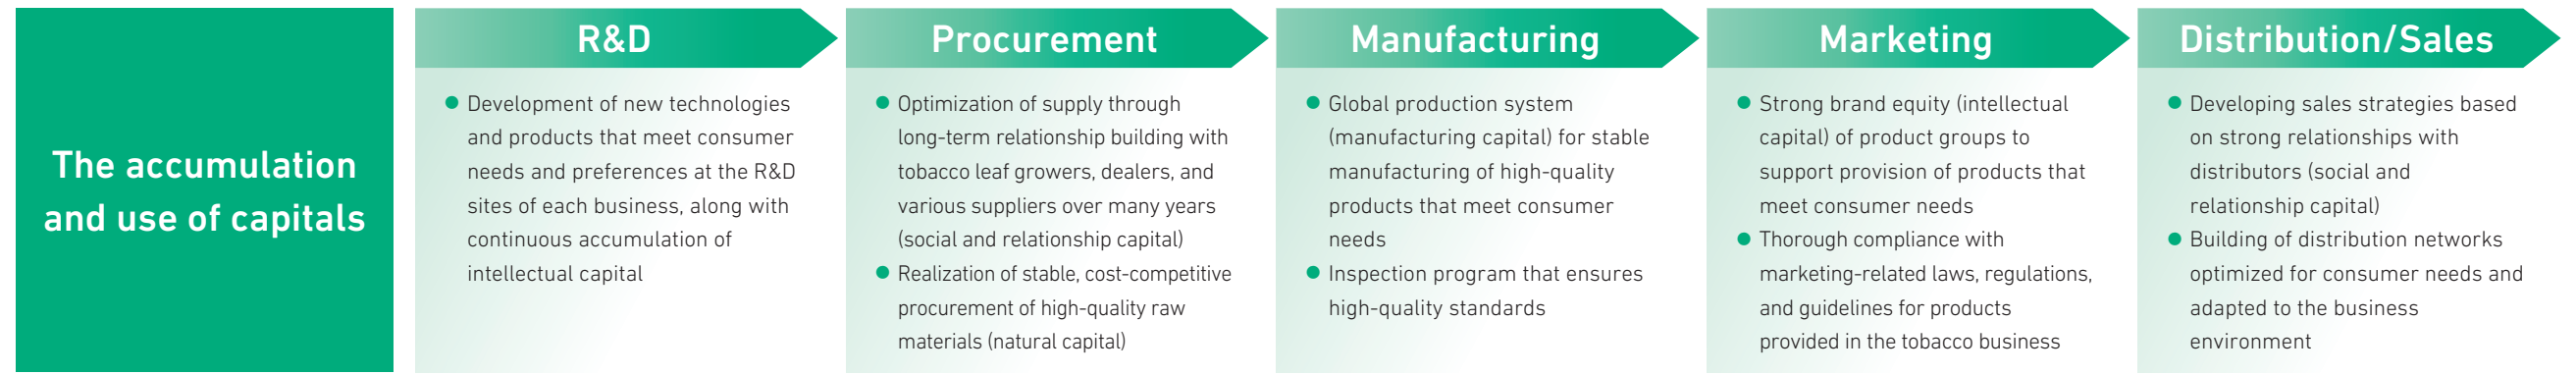 The accumulation
and use of capitals
R&D
Development of new technologies
and products that meet consumer
needs and preferences at the R&D
sites of each business, along with
continuous accumulation of
intellectual capital
Procurement
Optimization of supply through
long-term relationship building with
tobacco leaf growers, dealers, and
various suppliers over many years
(social and relationship capital)
Realization of stable, cost-competitive
procurement of high-quality raw
materials (natural capital)
Manufacturing
Global production system
(manufacturing capital) for stable
manufacturing of high-quality
products that meet consumer
needs
Inspection program that ensures
high-quality standards
Marketing
Strong brand equity (intellectual
capital) of product groups to
support provision of products that
meet consumer needs
Thorough compliance with
marketing-related laws, regulations,
and guidelines for products
provided in the tobacco business
Distribution/Sales
Developing sales strategies based
on strong relationships with
distributors (social and
relationship capital)
Building of distribution networks
optimized for consumer needs and
adapted to the business
environment